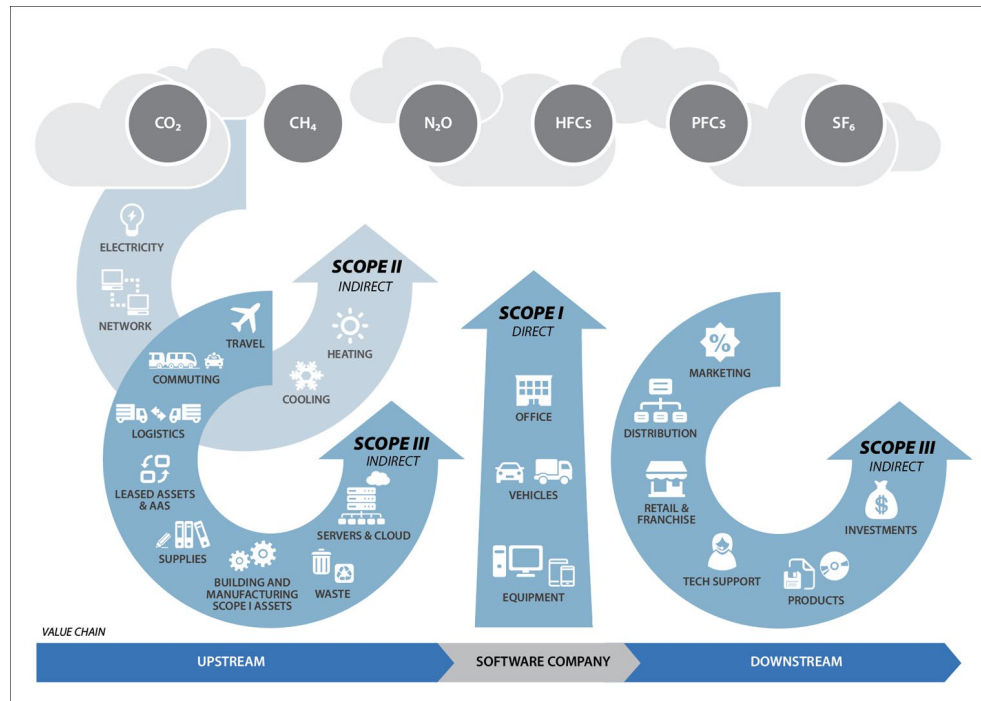 CO₂
CH₄
N₂O
HFCs
PFCs
SF₆
ELECTRICITY
NETWORK
SCOPE II
INDIRECT
HEATING
COOLING
TRAVEL
COMMUTING
LOGISTICS
LEASED ASSETS
& AAS
SUPPLIES
BUILDING AND
MANUFACTURING
SCOPE I ASSETS
WASTE
SERVERS & CLOUD
SCOPE III
INDIRECT
SCOPE I
DIRECT
OFFICE
VEHICLES
EQUIPMENT
%
MARKETING
DISTRIBUTION
RETAIL &
FRANCHISE
TECH SUPPORT
PRODUCTS
$
INVESTMENTS
SCOPE III
INDIRECT
VALUE CHAIN
UPSTREAM
SOFTWARE COMPANY
DOWNSTREAM